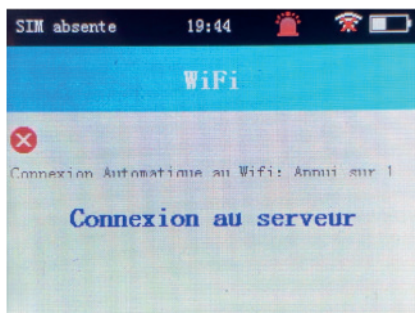 SIM absente 19:44
WiFi
Connexion Automatique au Wifi: Appui sur 1
Connexion au serveur